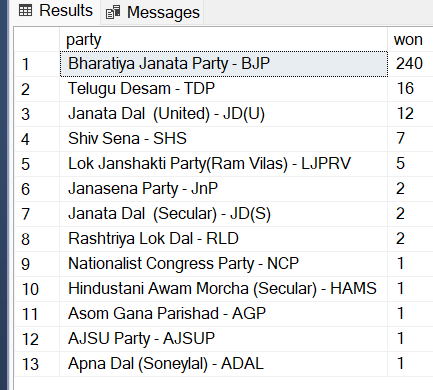 Results Messages
party won
1 Bharatiya Janata Party - BJP 240
2 Telugu Desam - TDP 16
3 Janata Dal  (United) - JD(U) 12
4 Shiv Sena - SHS 7
5 Lok Janshakti Party(Ram Vilas) - LJPRV 5
6 Janasena Party - JnP 2
7 Janata Dal  (Secular) - JD(S) 2
8 Rashtriya Lok Dal - RLD 2
9 Nationalist Congress Party - NCP 1
10 Hindustani Awam Morcha (Secular) - HAMS 1
11 Asom Gana Parishad - AGP 1
12 AJSU Party - AJSUP 1
13 Apna Dal (Soneylal) - ADAL 1